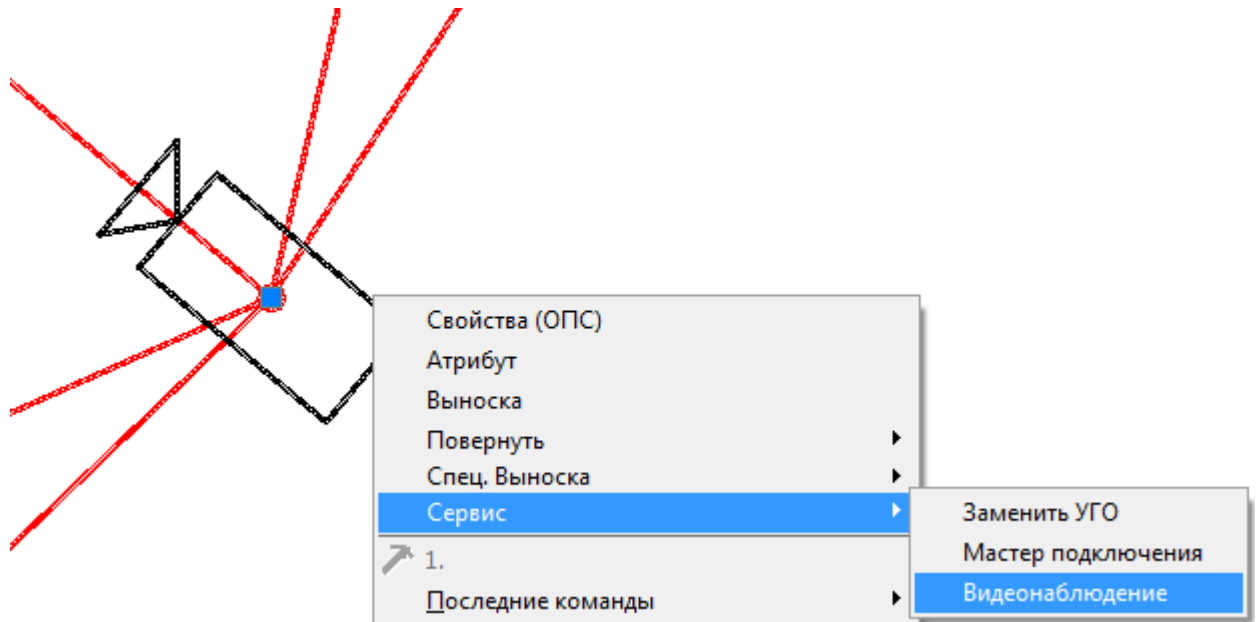 Свойства (ОПС)
Атрибут
Выноска
Повернуть
Спец. Выноска
Сервис
Заменить УГО
Мастер подключения
Видеонаблюдение
1.
Последние команды